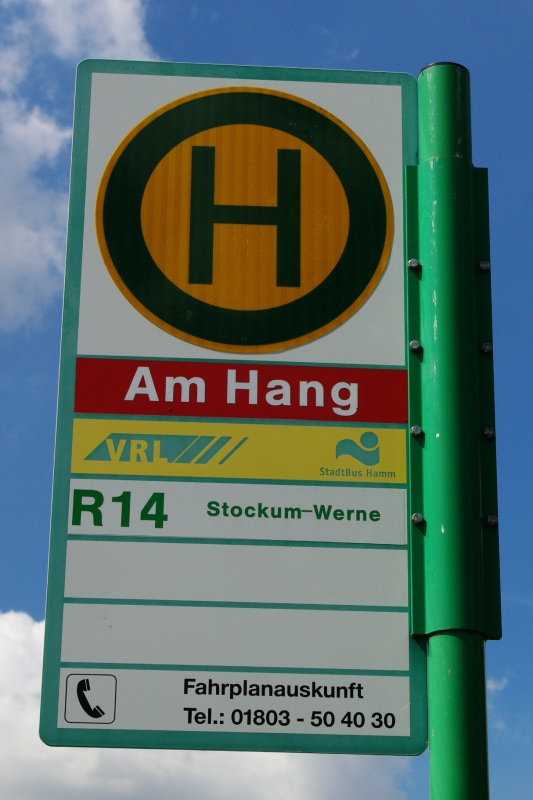 H
Am Hang
VRL
StadtBus Hamm
R14 Stockum-Werne
Fahrplanauskunft
Tel.: 01803 - 50 40 30